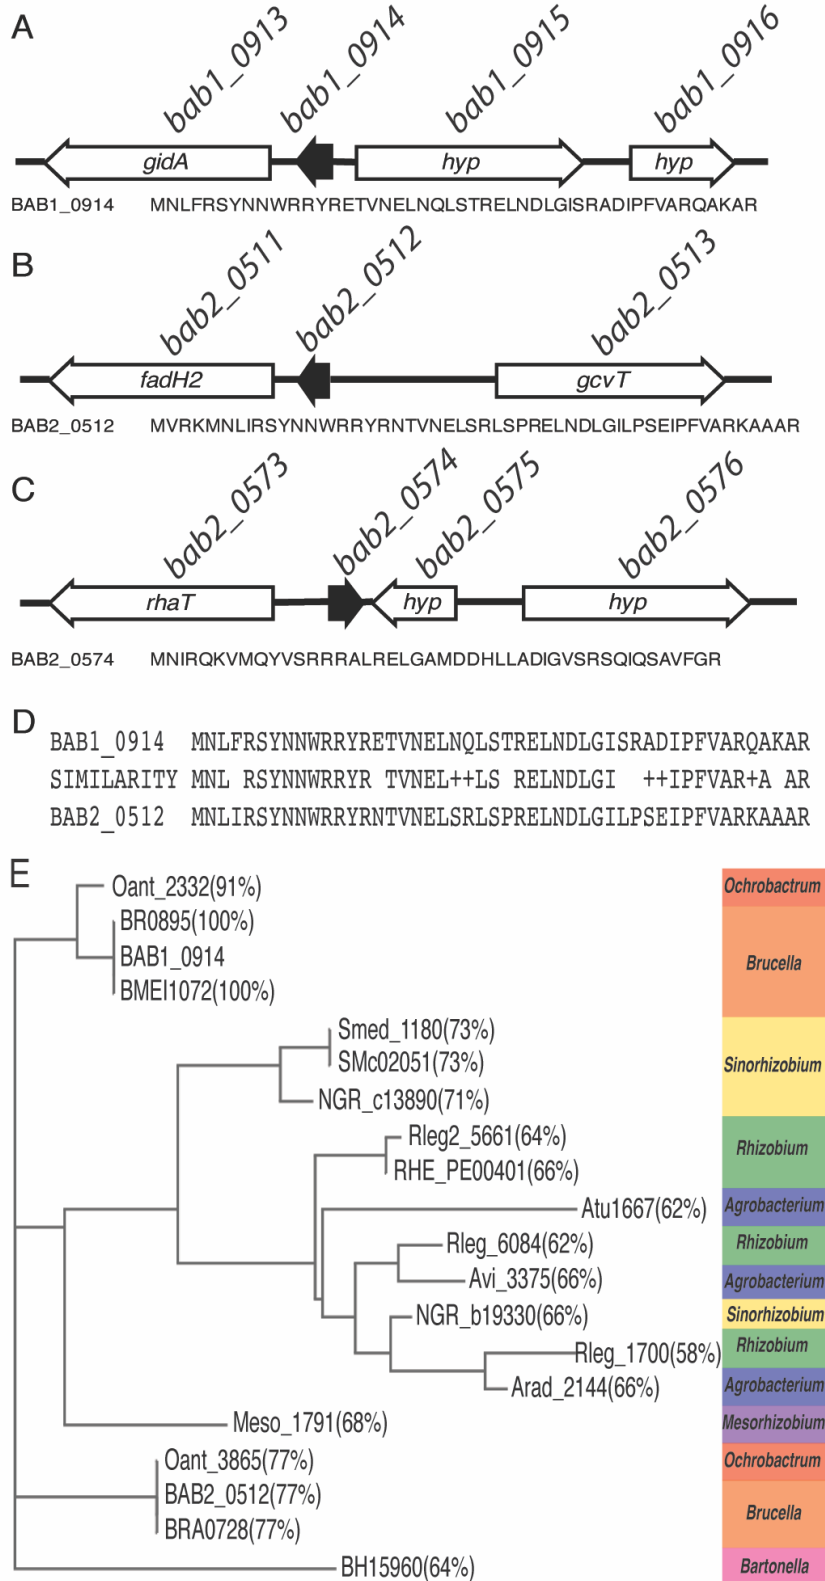 A
bab1_0913
bab1_0914
bab1_0915
bab1_0916
gidA
hyp
hyp
BAB1_0914 MNLFRSYNNWRRYRETVNELNQLSTRELNDLGISRADIPFVARQAKAR
B
bab2_0511
bab2_0512
bab2_0513
fadH2
gcvT
BAB2_0512 MVRKMNLIRSYNNWRRYRNTVNELSRLSPRELNDLGILPSEIPFVARKAAAR
C
bab2_0573
bab2_0574
bab2_0575
bab2_0576
rhaT
hyp
hyp
BAB2_0574 MNIRQKVMQYVSRRRALRELGAMDDHLLADIGVSRSQIQSAVFGR
D
BAB1_0914 MNLFRSYNNWRRYRETVNELNQLSTRELNDLGISRADIPFVARQAKAR
SIMILARITY MNL RSYNNWRRYR TVNEL++LS RELNDLGI ++IPFVAR+A AR
BAB2_0512 MNLIRSYNNWRRYRNTVNELSRLSPRELNDLGILPSEIPFVARKAAAR
E
Oant_2332(91%) Ochrobactrum
BR0895(100%)
BAB1_0914 Brucella
BMEI1072(100%)
Smed_1180(73%)
SMc02051(73%) Sinorhizobium
NGR_c13890(71%)
Rleg2_5661(64%) Rhizobium
RHE_PE00401(66%)
Atu1667(62%) Agrobacterium
Rleg_6084(62%) Rhizobium
Avi_3375(66%) Agrobacterium
NGR_b19330(66%) Sinorhizobium
Rleg_1700(58%) Rhizobium
Arad_2144(66%) Agrobacterium
Meso_1791(68%) Mesorhizobium
Oant_3865(77%) Ochrobactrum
BAB2_0512(77%) Brucella
BRA0728(77%)
BH15960(64%) Bartonella